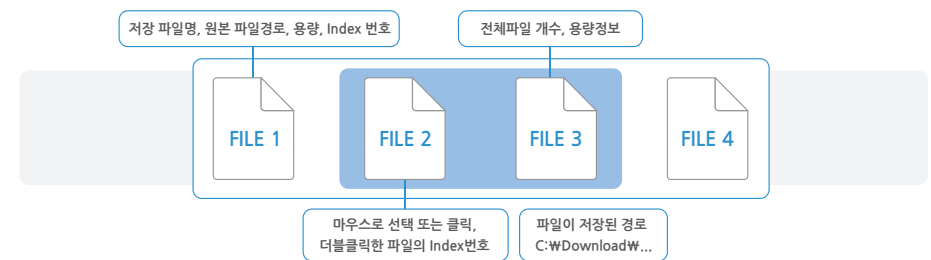 저장 파일명, 원본 파일경로, 용량, Index 번호
전체파일 개수, 용량정보
FILE 1
FILE 2
FILE 3
FILE 4
마우스로 선택 또는 클릭,
더블클릭한 파일의 Index번호
파일이 저장된 경로
C:₩Download₩...